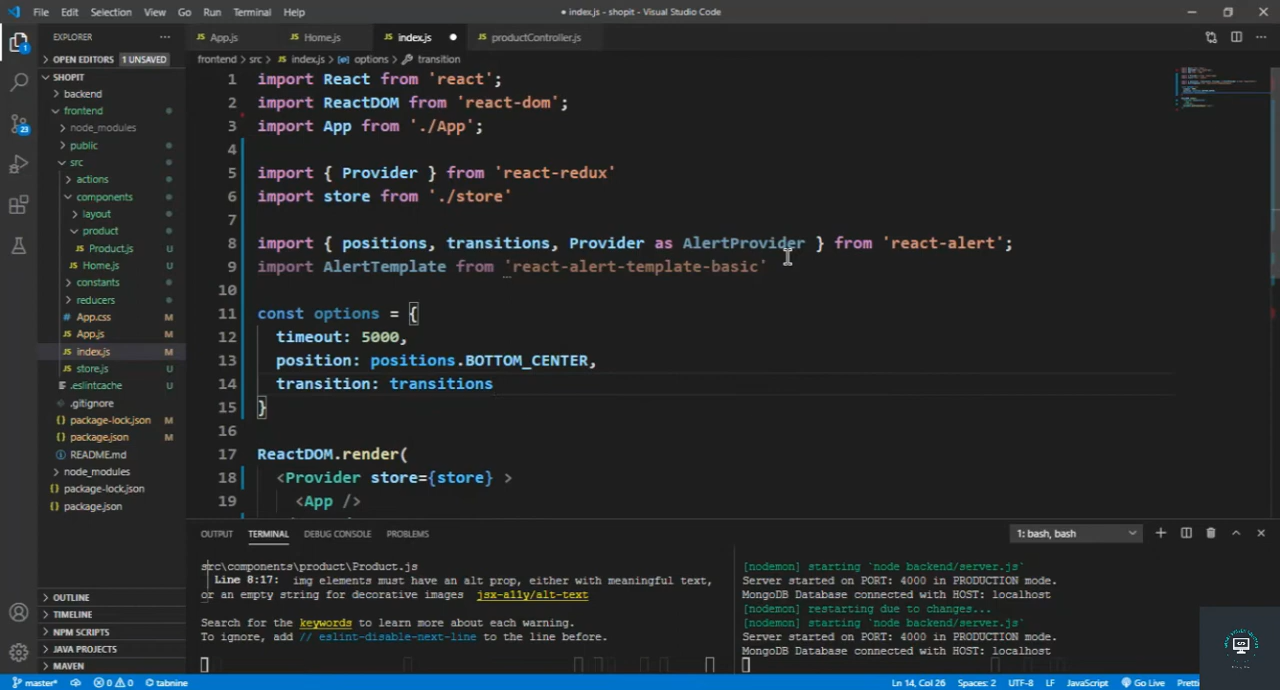 File Edit Selection View Go Run Terminal Help
● index.js - shopit - Visual Studio Code
EXPLORER ...
App.js
Home.js
index.js ●
productController.js
OPEN EDITORS 1 UNSAVED
frontend > src > index.js > options > transition
SHOPIT
backend
frontend
node_modules
public
src
actions
components
layout
product
Product.js U
Home.js U
constants
reducers
App.css M
App.js M
index.js M
store.js U
.eslintcache U
.gitignore
package-lock.json M
package.json M
README.md
node_modules
package-lock.json
package.json
OUTLINE
TIMELINE
NPM SCRIPTS
JAVA PROJECTS
MAVEN
1 import React from 'react';
2 import ReactDOM from 'react-dom';
3 import App from './App';
4
5 import { Provider } from 'react-redux'
6 import store from './store'
7
8 import { positions, transitions, Provider as AlertProvider } from 'react-alert';
9 import AlertTemplate from 'react-alert-template-basic'
10
11 const options = {
12 timeout: 5000,
13 position: positions.BOTTOM_CENTER,
14 transition: transitions
15 }
16
17 ReactDOM.render(
18 <Provider store={store} >
19 <App />
OUTPUT TERMINAL DEBUG CONSOLE PROBLEMS
1: bash, bash
src\components\product\Product.js
Line 8:17: img elements must have an alt prop, either with meaningful text,
or an empty string for decorative images jsx-a11y/alt-text
Search for the keywords to learn more about each warning.
To ignore, add // eslint-disable-next-line to the line before.
[nodemon] starting `node backend/server.js`
Server started on PORT: 4000 in PRODUCTION mode.
MongoDB Database connected with HOST: localhost
[nodemon] restarting due to changes...
[nodemon] starting `node backend/server.js`
Server started on PORT: 4000 in PRODUCTION mode.
MongoDB Database connected with HOST: localhost
master* 0 0 tabnine
Ln 14, Col 26 Spaces: 2 UTF-8 LF JavaScript Go Live
1
23